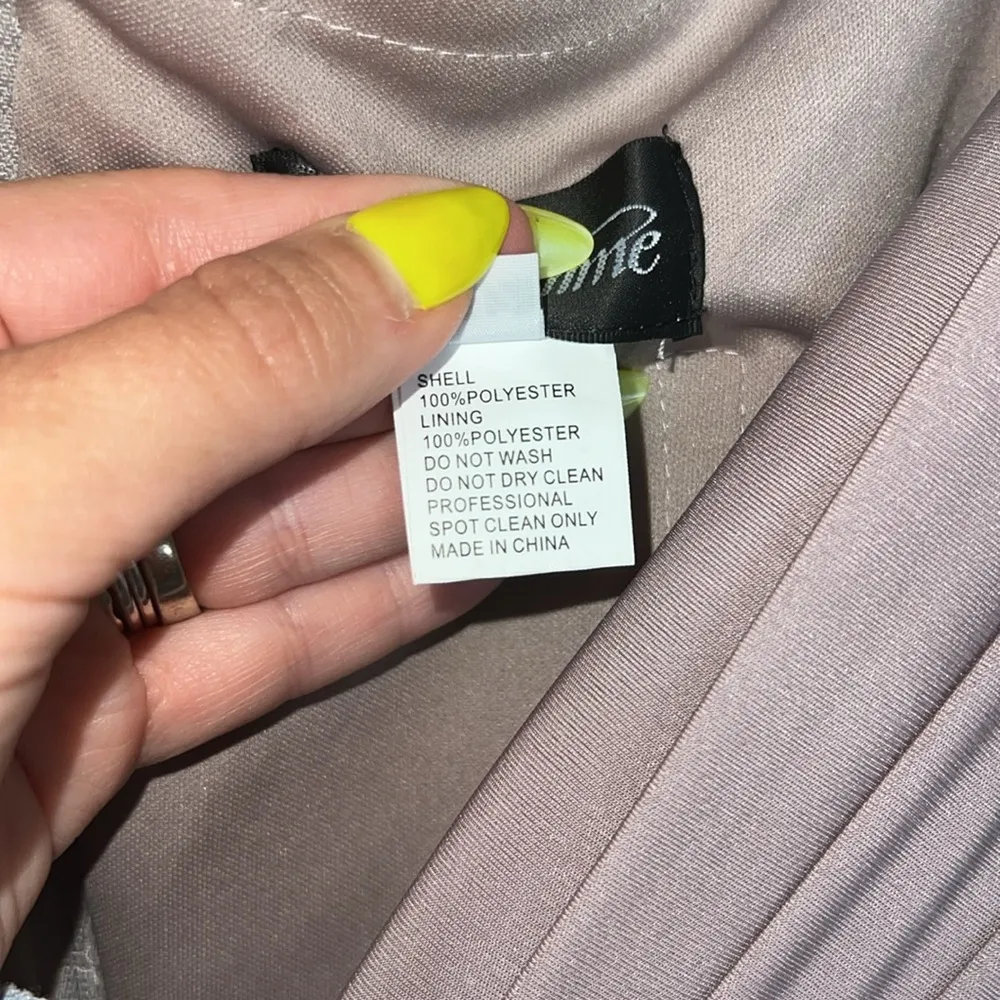 SHELL
100%POLYESTER
LINING
100%POLYESTER
DO NOT WASH
DO NOT DRY CLEAN
PROFESSIONAL
SPOT CLEAN ONLY
MADE IN CHINA